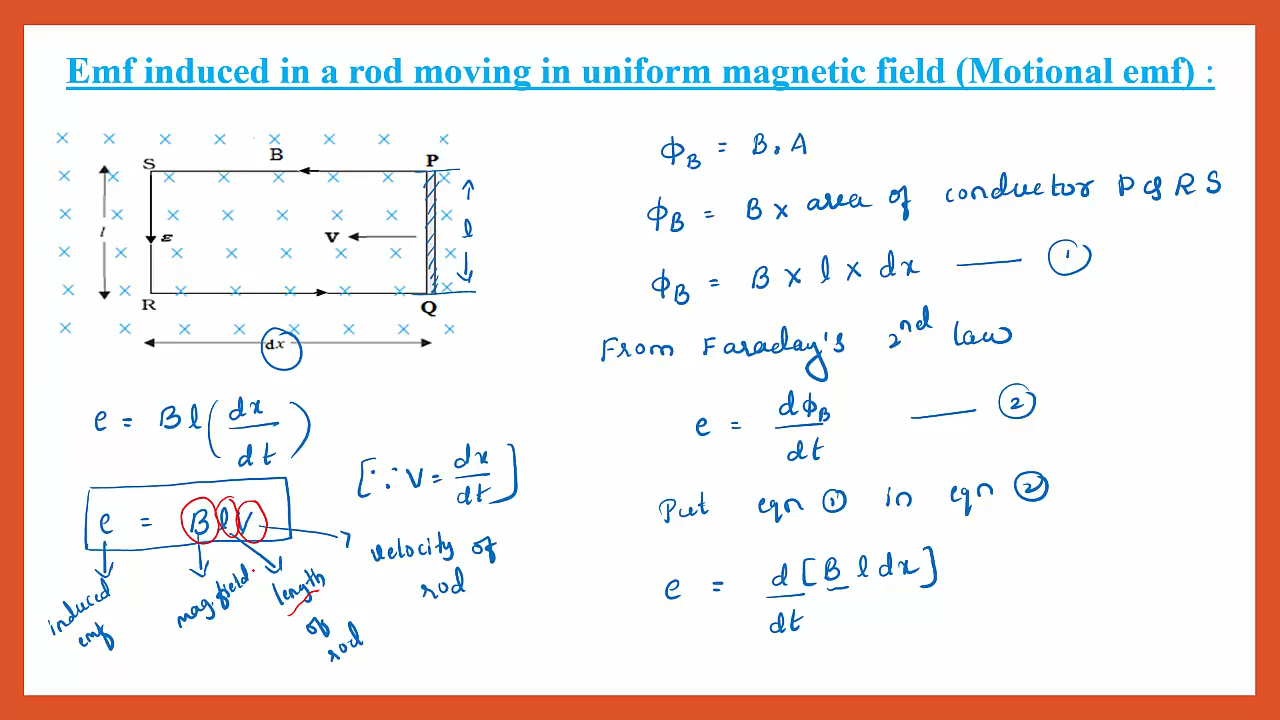 Emf induced in a rod moving in uniform magnetic field (Motional emf) :
S B P
l ε V l
R Q
dx
ϕB = B . A
ϕB = B × area of conductor PQRS
ϕB = B × l × dx —— ①
From Faraday's 2nd law
e = dϕB/dt —— ②
Put eqn ① in eqn ②
e = d/dt [B l dx]
e = Bl (dx/dt)
[∵ V = dx/dt]
e = B l V
induced emf
mag. field
length of rod
velocity of rod